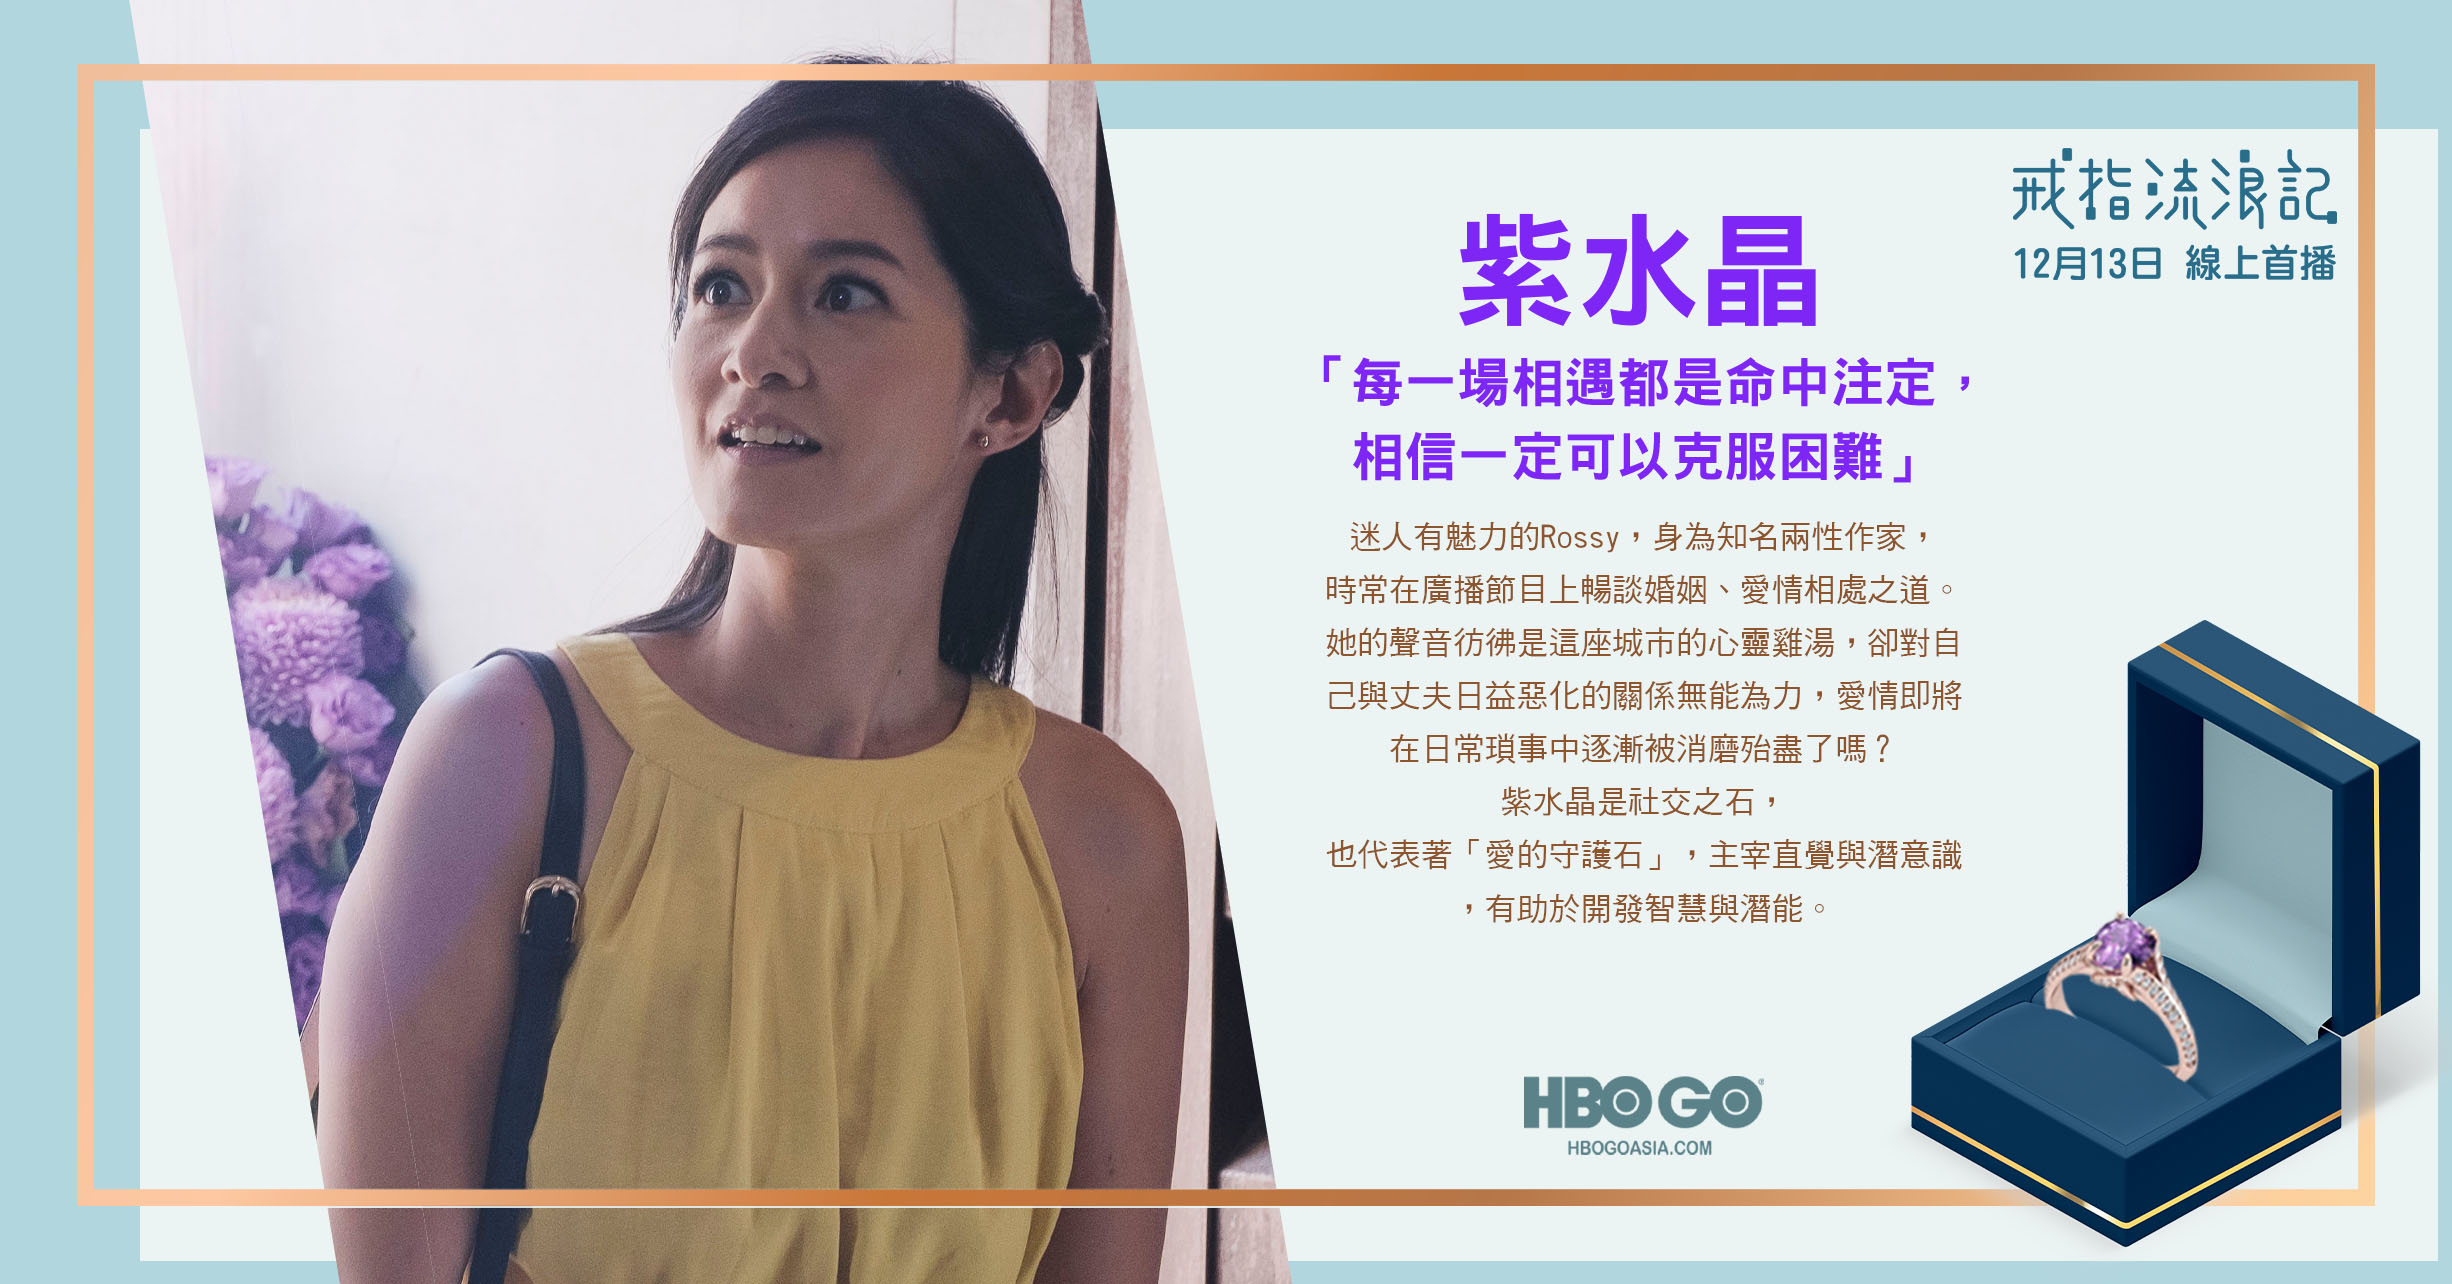 戒指流浪記
12月13日 線上首播
紫水晶
「每一場相遇都是命中注定，
相信一定可以克服困難」
迷人有魅力的Rossy，身為知名兩性作家，
時常在廣播節目上暢談婚姻、愛情相處之道。
她的聲音彷彿是這座城市的心靈雞湯，卻對自
己與丈夫日益惡化的關係無能為力，愛情即將
在日常瑣事中逐漸被消磨殆盡了嗎？
紫水晶是社交之石，
也代表著「愛的守護石」，主宰直覺與潛意識
，有助於開發智慧與潛能。
HBO GO®
HBOGOASIA.COM